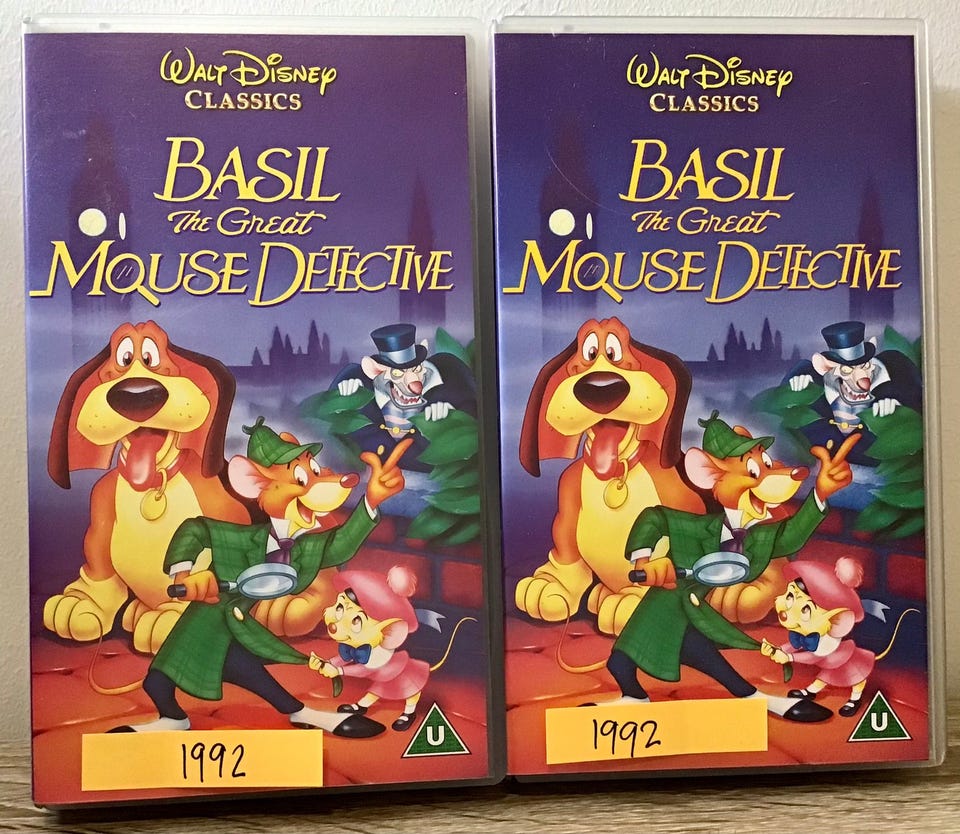 WALT DISNEY
CLASSICS
BASIL
THE GREAT
MOUSE DETECTIVE
U
1992
WALT DISNEY
CLASSICS
BASIL
THE GREAT
MOUSE DETECTIVE
U
1992